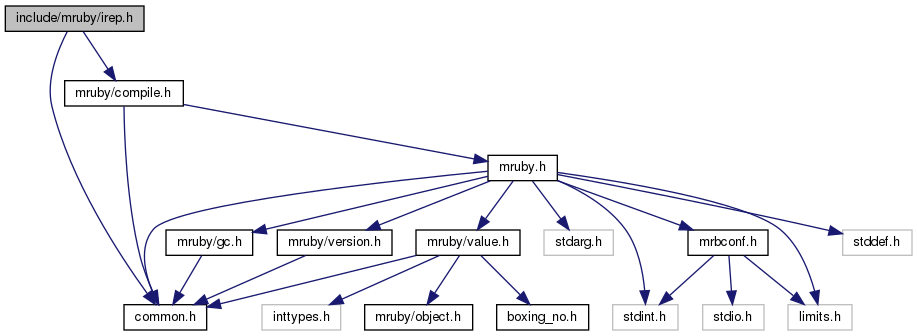 include/mruby/irep.h
mruby/compile.h
mruby.h
mruby/gc.h
mruby/version.h
mruby/value.h
stdarg.h
mrbconf.h
stddef.h
common.h
inttypes.h
mruby/object.h
boxing_no.h
stdint.h
stdio.h
limits.h